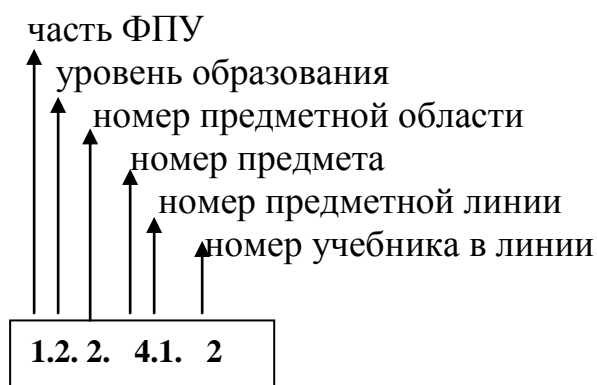 часть ФПУ
уровень образования
номер предметной области
номер предмета
номер предметной линии
номер учебника в линии
1.2. 2. 4.1. 2